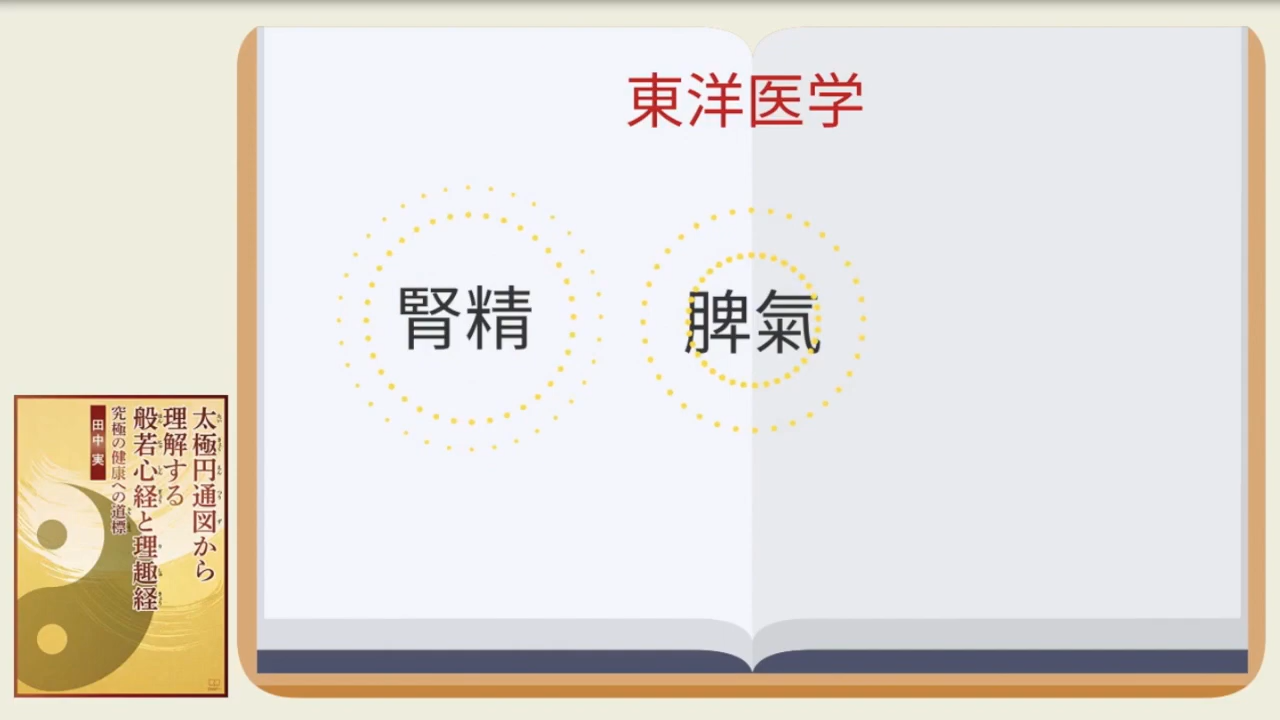 東洋医学
腎精
脾氣
太極円通図から
理解する
般若心経と理趣経
究極の健康への道標
田中 実